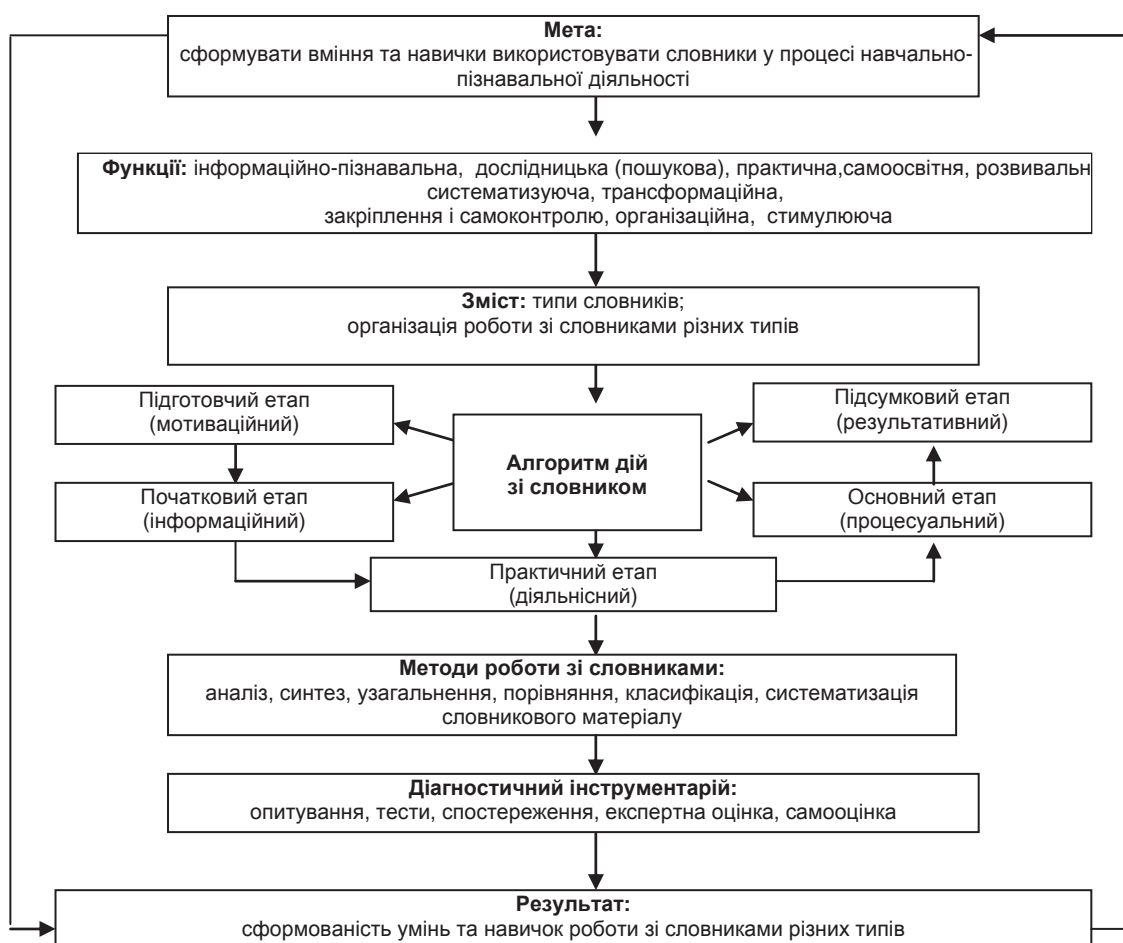 Мета:
сформувати вміння та навички використовувати словники у процесі навчально-
пізнавальної діяльності
Функції: інформаційно-пізнавальна, дослідницька (пошукова), практична,самоосвітня, розвивальн
систематизуюча, трансформаційна,
закріплення і самоконтролю, організаційна, стимулююча
Зміст: типи словників;
організація роботи зі словниками різних типів
Підготовчий етап
(мотиваційний)
Підсумковий етап
(результативний)
Алгоритм дій
зі словником
Початковий етап
(інформаційний)
Основний етап
(процесуальний)
Практичний етап
(діяльнісний)
Методи роботи зі словниками:
аналіз, синтез, узагальнення, порівняння, класифікація, систематизація
словникового матеріалу
Діагностичний інструментарій:
опитування, тести, спостереження, експертна оцінка, самооцінка
Результат:
сформованість умінь та навичок роботи зі словниками різних типів